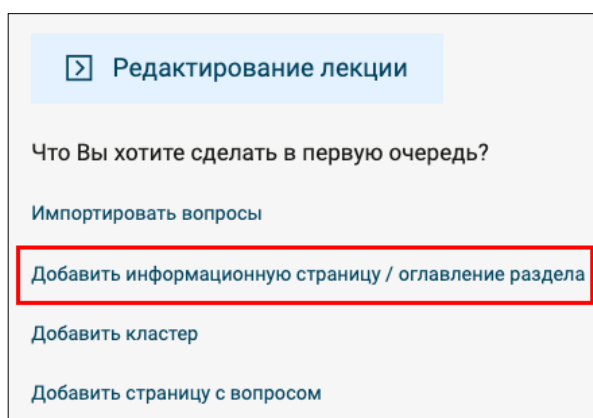 Редактирование лекции
Что Вы хотите сделать в первую очередь?
Импортировать вопросы
Добавить информационную страницу / оглавление раздела
Добавить кластер
Добавить страницу с вопросом